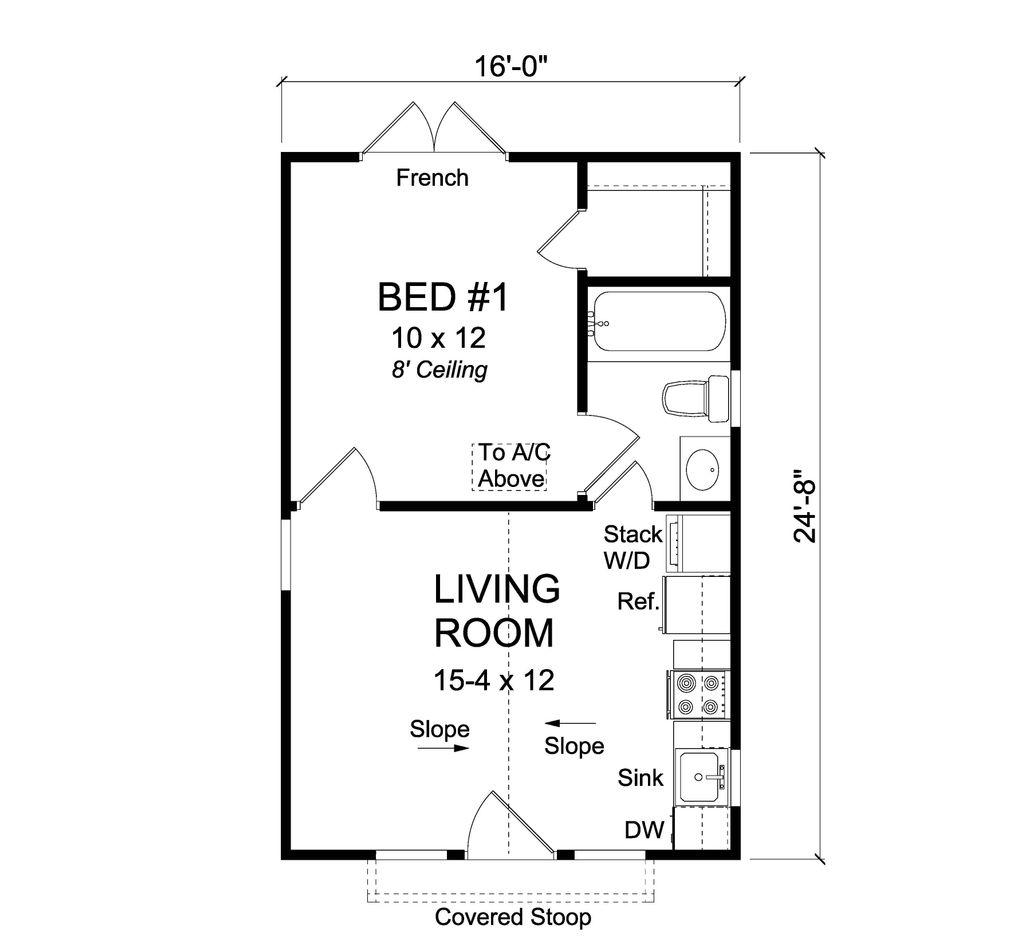 16'-0"
French
BED #1
10 x 12
8' Ceiling
To A/C
Above
24'-8"
Stack
W/D
Ref.
LIVING
ROOM
15-4 x 12
Slope
Slope
Sink
DW
Covered Stoop